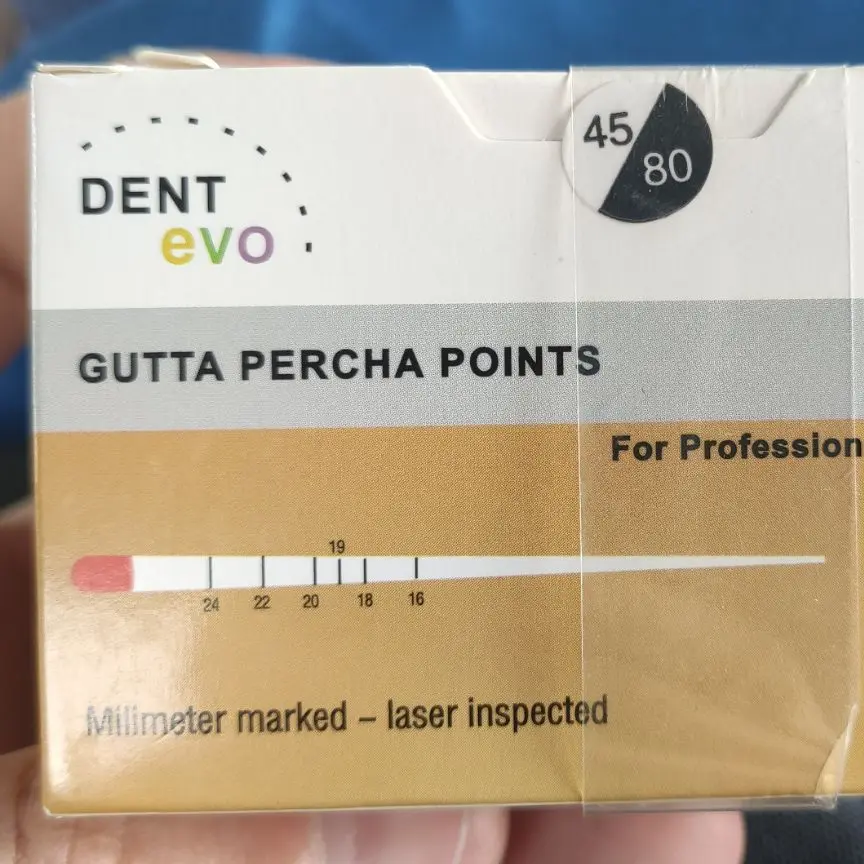 45
80
DENT
evo
GUTTA PERCHA POINTS
For Profession
19
24 22 20 18 16
Milimeter marked – laser inspected